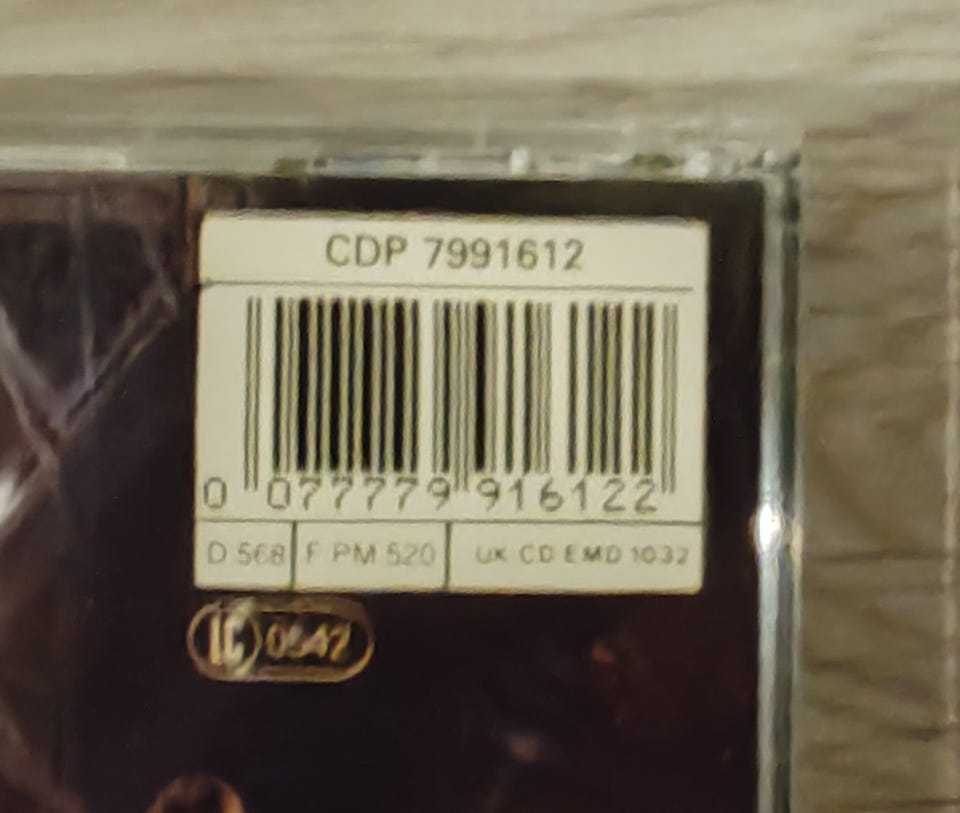 CDP 7991612
0 077779 916122
D 568 F PM 520 UK CD EMD 1032
LC 0542